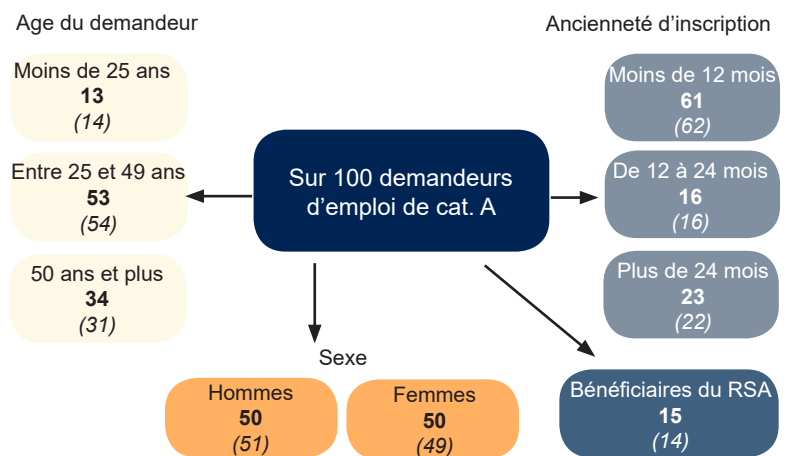 Age du demandeur
Moins de 25 ans
13
(14)
Entre 25 et 49 ans
53
(54)
50 ans et plus
34
(31)
Sur 100 demandeurs
d'emploi de cat. A
Ancienneté d'inscription
Moins de 12 mois
61
(62)
De 12 à 24 mois
16
(16)
Plus de 24 mois
23
(22)
Sexe
Hommes
50
(51)
Femmes
50
(49)
Bénéficiaires du RSA
15
(14)